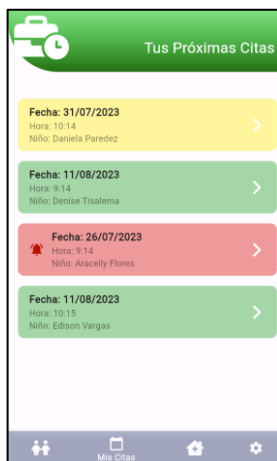 Tus Próximas Citas
Fecha: 31/07/2023
Hora: 10:14
Niño: Daniela Paredez
Fecha: 11/08/2023
Hora: 9:14
Niño: Denise Tisalema
Fecha: 26/07/2023
Hora: 9:14
Niño: Aracelly Flores
Fecha: 11/08/2023
Hora: 10:15
Niño: Edison Vargas
Mis Citas